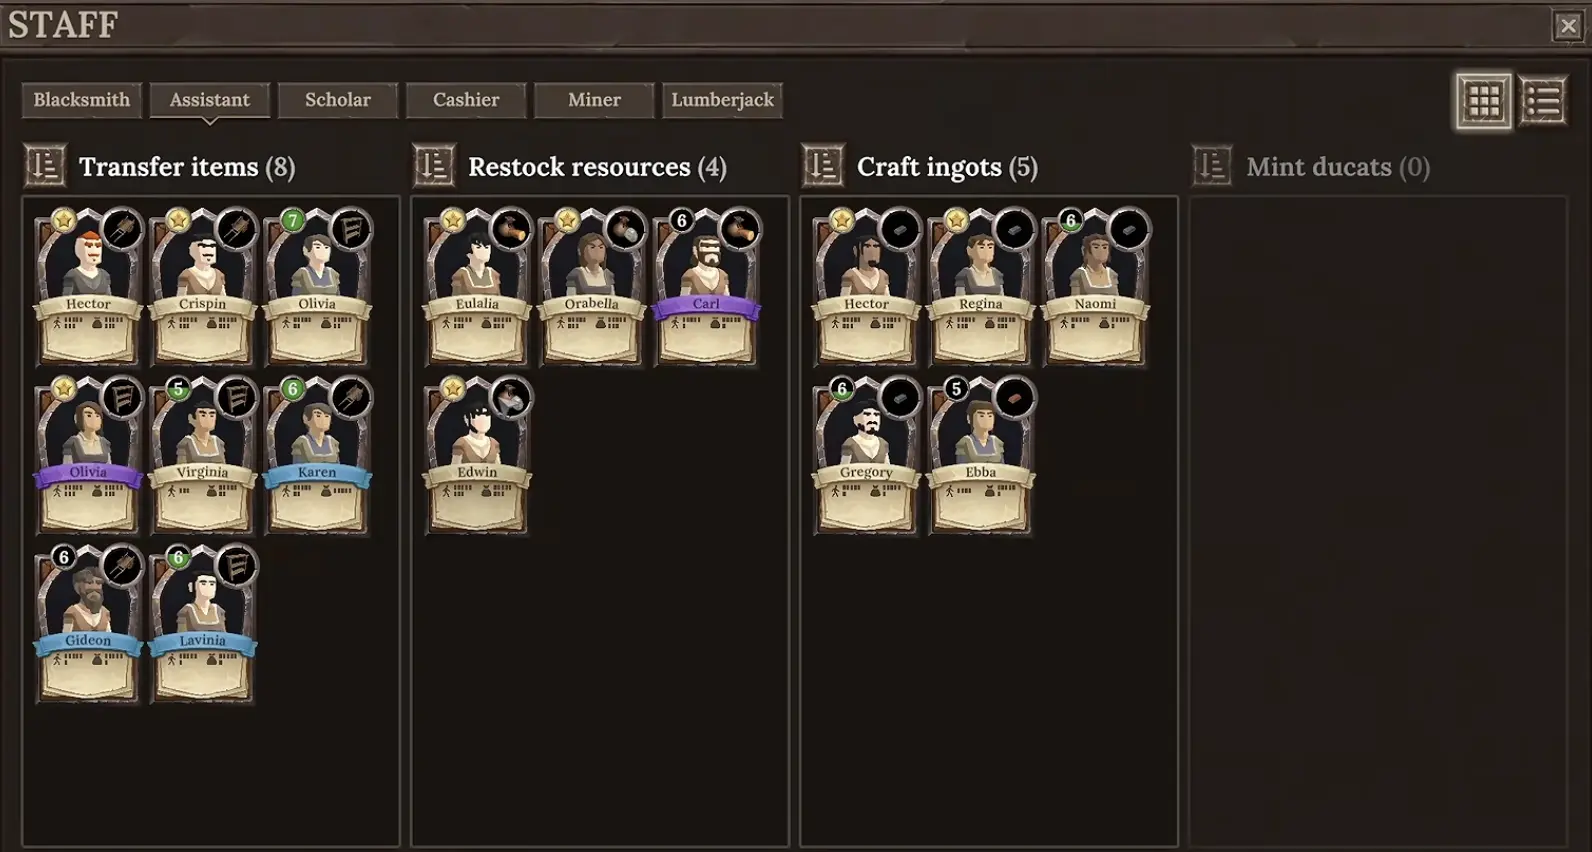 STAFF
Blacksmith Assistant Scholar Cashier Miner Lumberjack
Transfer items (8)
7
Hector Crispin Olivia
5 6
Olivia Virginia Karen
6 6
Gideon Lavinia
Restock resources (4)
6
Eulalia Orabella Carl
Edwin
Craft ingots (5)
6
Hector Regina Naomi
6 5
Gregory Ebba
Mint ducats (0)